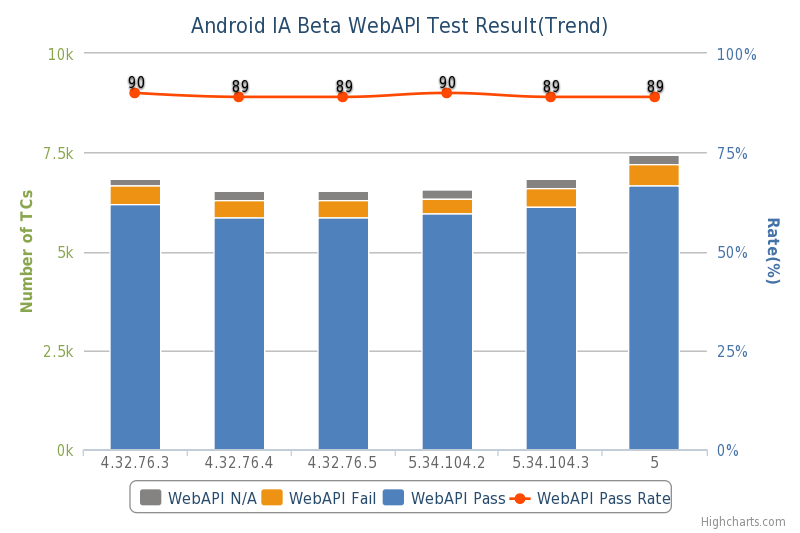 Android IA Beta WebAPI Test Result(Trend)
10k
100%
90
89
89
90
89
89
7.5k
75%
Number of TCs
Rate(%)
5k
50%
2.5k
25%
0k
0%
4.32.76.3
4.32.76.4
4.32.76.5
5.34.104.2
5.34.104.3
5
WebAPI N/A WebAPI Fail WebAPI Pass WebAPI Pass Rate
Highcharts.com